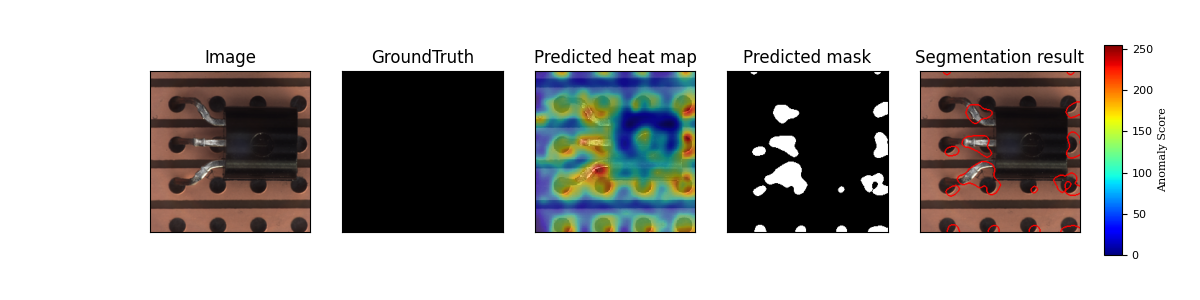 Image
GroundTruth
Predicted heat map
Predicted mask
Segmentation result
250
200
150
100
50
0
Anomaly Score